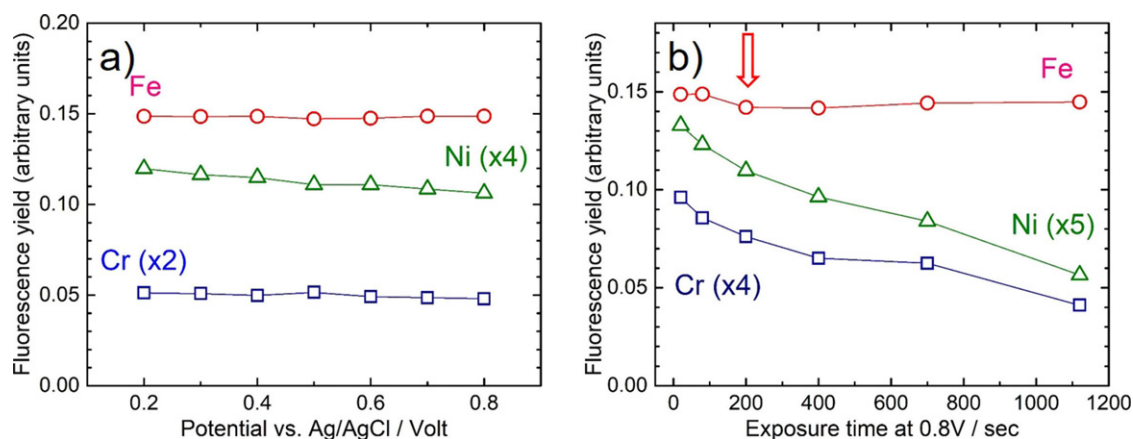 a)
Fe
Ni (x4)
Cr (x2)
0.20
0.15
0.10
0.05
0.00
Fluorescence yield (arbitrary units)
0.2 0.4 0.6 0.8
Potential vs. Ag/AgCl / Volt
b)
Fe
Ni (x5)
Cr (x4)
0.15
0.10
0.05
0.00
Fluorescence yield (arbitrary units)
0 200 400 600 800 1000 1200
Exposure time at 0.8V / sec